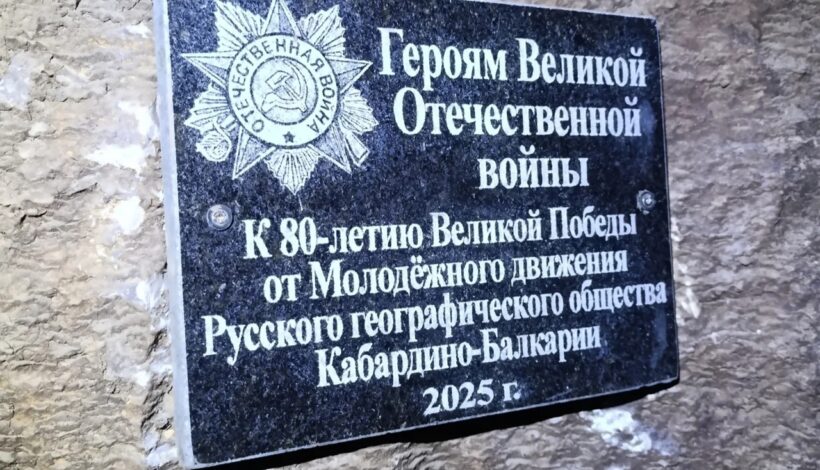 ОТЕЧЕСТВЕННАЯ ВОЙНА
Героям Великой
Отечественной
войны
К 80-летию Великой Победы
от Молодёжного движения
Русского географического общества
Кабардино-Балкарии
2025 г.